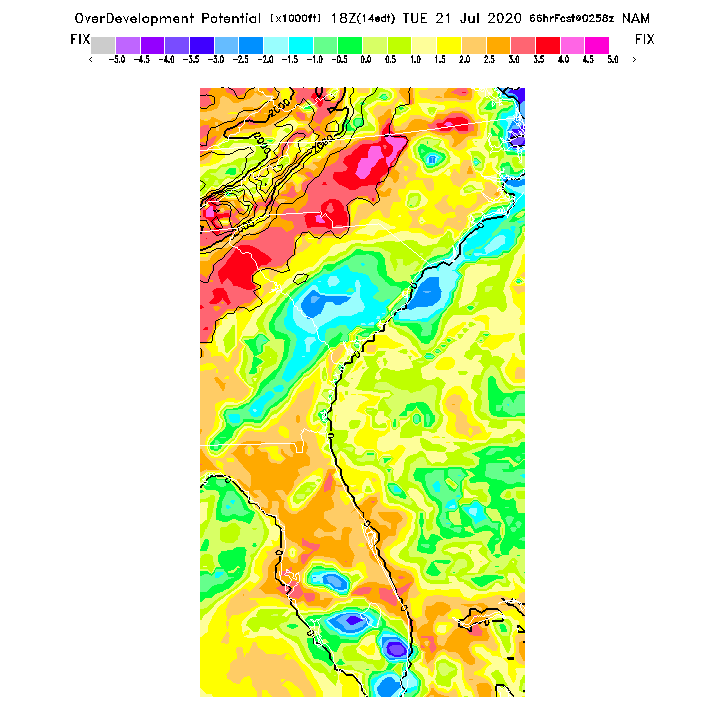 OverDevelopment Potential [x1000ft] 18Z(14edt) TUE 21 Jul 2020 66hrFcst@0258z NAM
FIX FIX
< -5.0 -4.5 -4.0 -3.5 -3.0 -2.5 -2.0 -1.5 -1.0 -0.5 0.0 0.5 1.0 1.5 2.0 2.5 3.0 3.5 4.0 4.5 5.0 >
2000
2000